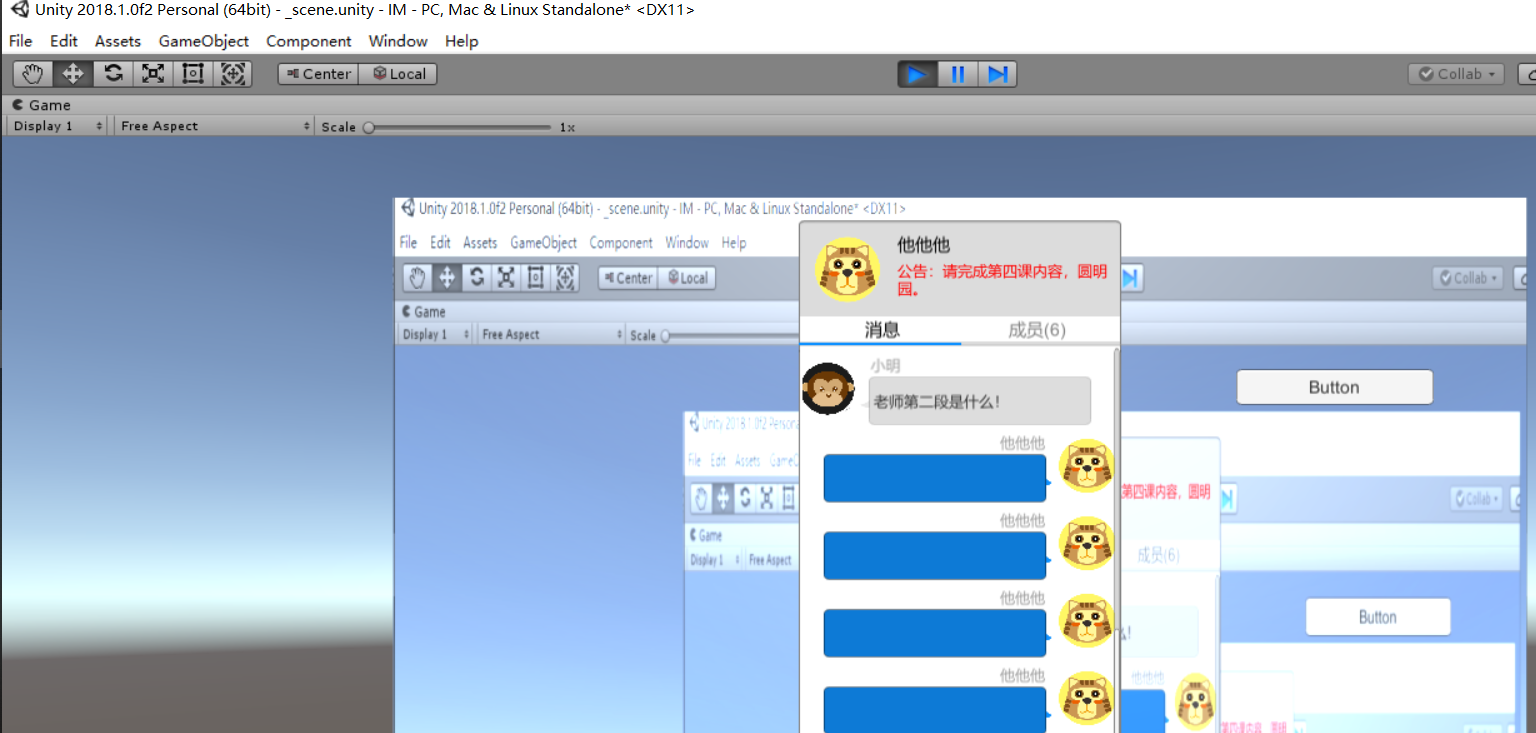 Unity 2018.1.0f2 Personal (64bit) - _scene.unity - IM - PC, Mac & Linux Standalone* <DX11>
File Edit Assets GameObject Component Window Help
Center Local Collab
Game
Display 1 Free Aspect Scale 1x
Unity 2018.1.0f2 Personal (64bit) - _scene.unity - IM - PC, Mac & Linux Standalone* <DX11>
File Edit Assets GameObject Component Window Help
Center Local Collab
Game
Display 1 Free Aspect Scale
他他他
公告：请完成第四课内容，圆明
园。
消息 成员(6)
小明
老师第二段是什么！
Button
他他他
他他他
他他他
他他他
Unity 2018.1.0f2 Persona
File Edit Assets GameO
第四课内容，圆明
Collab
Game
Display 1 Free Aspect
成员(6)
么！
Button
他他他
第四课内容，圆明